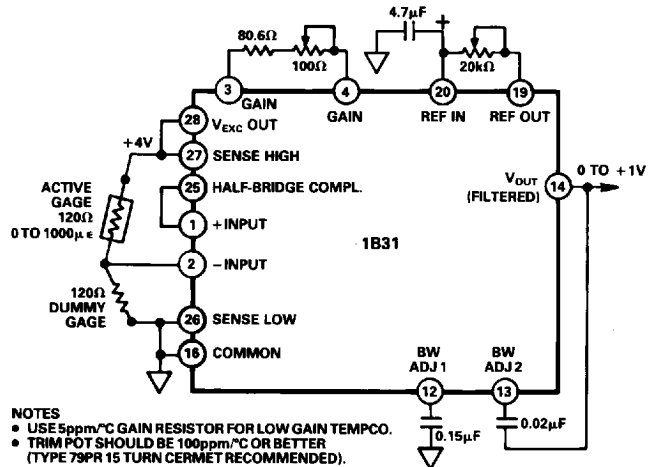 4.7µF
+
80.6Ω
100Ω
20kΩ
3
4
20
19
GAIN
GAIN
REF IN
REF OUT
28
VEXC OUT
+4V
27
SENSE HIGH
ACTIVE
GAGE
120Ω
0 TO 1000µε
25
HALF-BRIDGE COMPL.
1
+INPUT
2
−INPUT
1B31
VOUT
(FILTERED)
14
0 TO +1V
120Ω
DUMMY
GAGE
26
SENSE LOW
16
COMMON
BW
ADJ 1
BW
ADJ 2
12
13
0.15µF
0.02µF
NOTES
• USE 5ppm/°C GAIN RESISTOR FOR LOW GAIN TEMPCO.
• TRIM POT SHOULD BE 100ppm/°C OR BETTER
(TYPE 79PR 15 TURN CERMET RECOMMENDED).